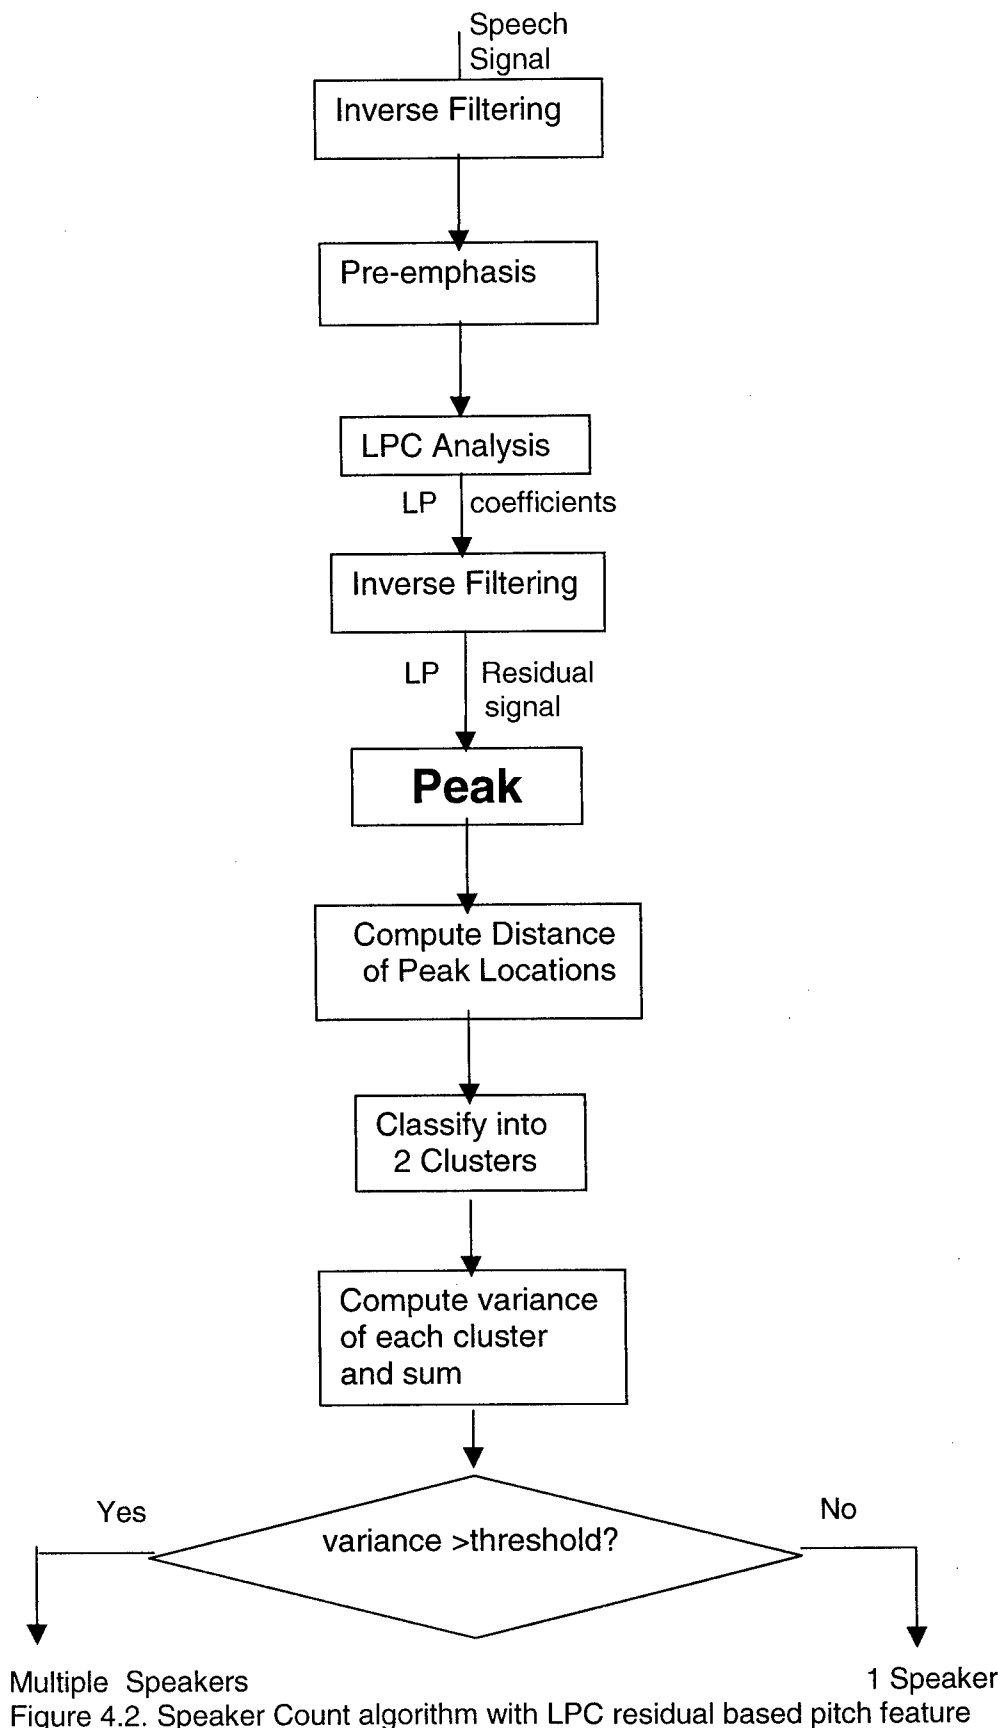 Speech
Signal
Inverse Filtering
Pre-emphasis
LPC Analysis
LP coefficients
Inverse Filtering
LP Residual
signal
Peak
Compute Distance
of Peak Locations
Classify into
2 Clusters
Compute variance
of each cluster
and sum
Yes
No
variance >threshold?
Multiple Speakers
1 Speaker
Figure 4.2. Speaker Count algorithm with LPC residual based pitch feature